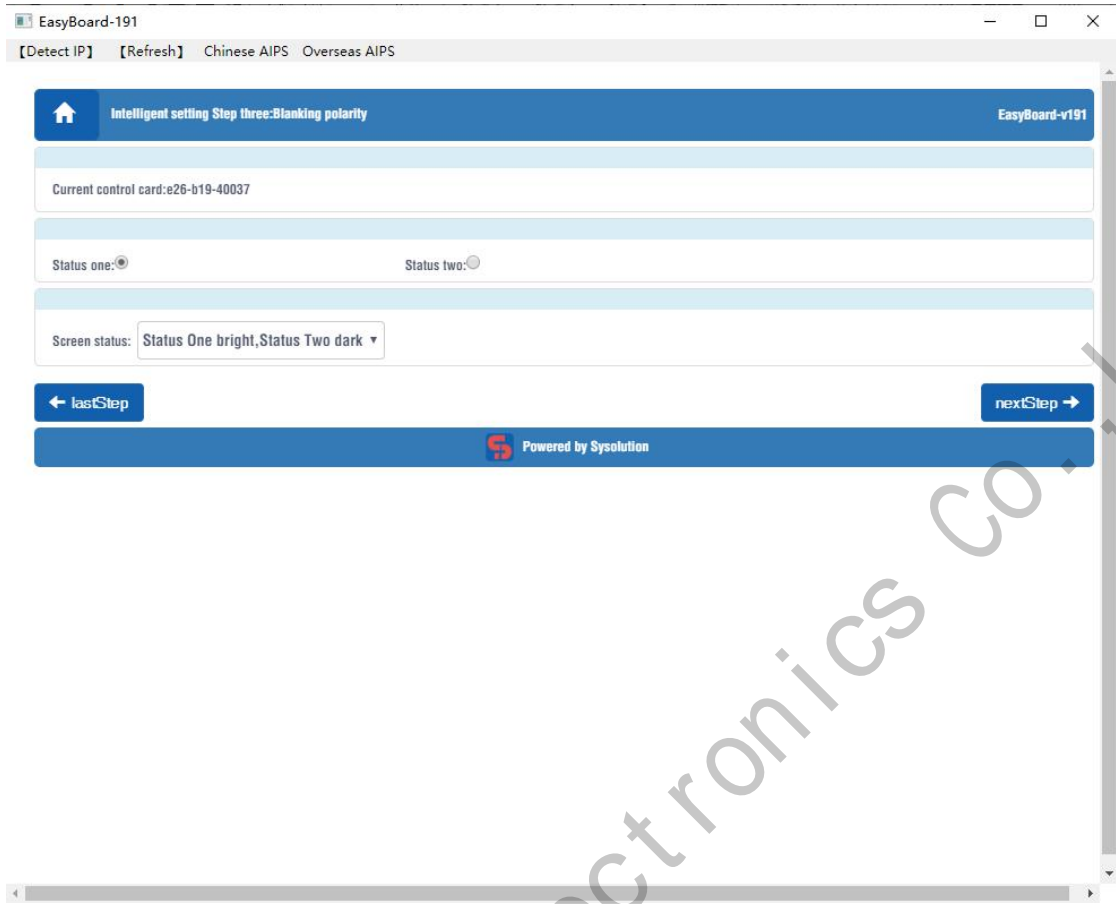 EasyBoard-191
【Detect IP】 【Refresh】 Chinese AIPS Overseas AIPS
Intelligent setting Step three:Blanking polarity EasyBoard-v191
Current control card:e26-b19-40037
Status one: Status two:
Screen status: Status One bright,Status Two dark
lastStep nextStep
Powered by Sysolution
ctronics Co.,